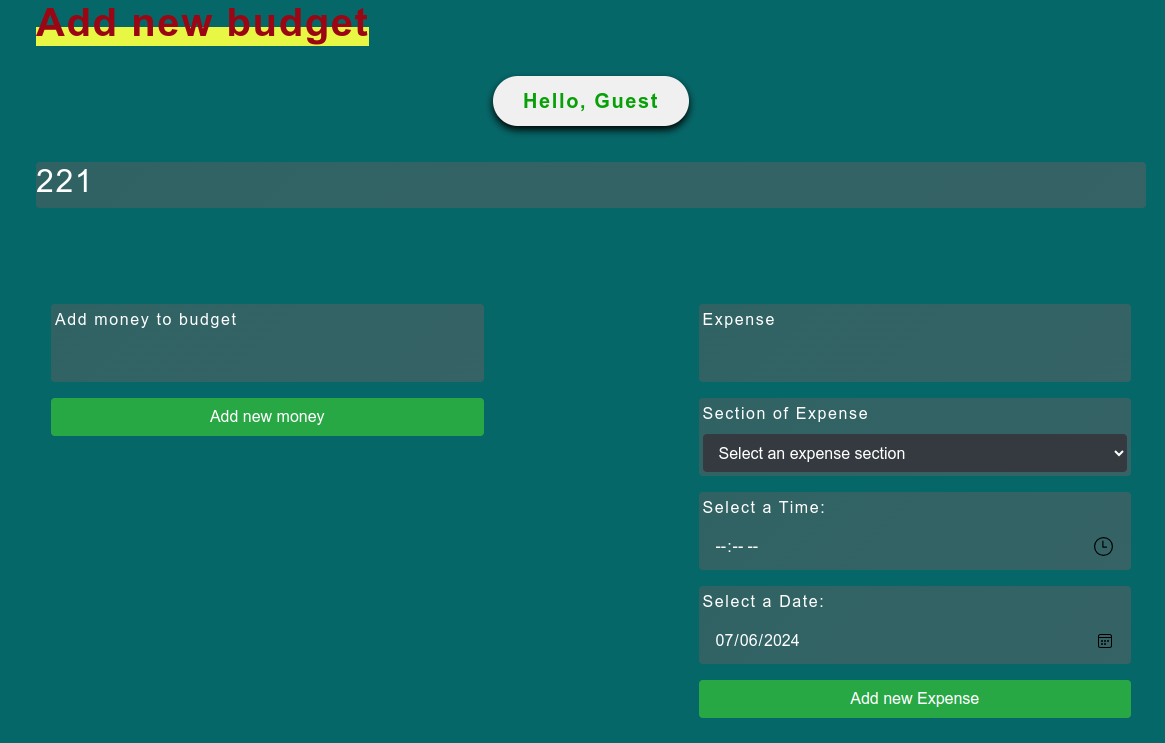 Add new budget
Hello, Guest
221
Add money to budget
Add new money
Expense
Section of Expense
Select an expense section
Select a Time:
--:-- --
Select a Date:
07/06/2024
Add new Expense